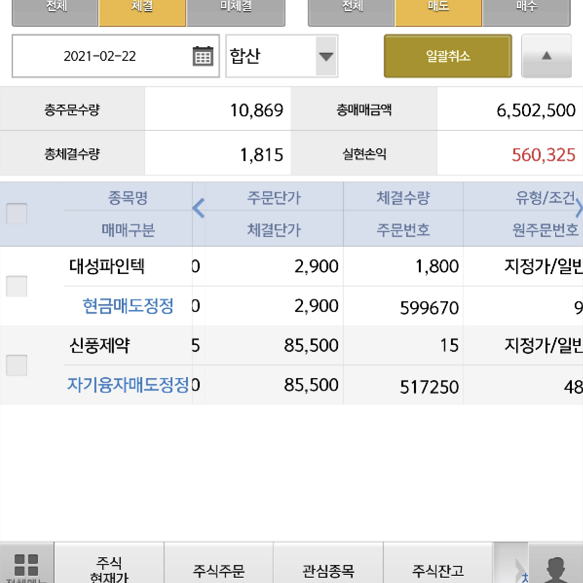 전체 체결 미체결 전체 매도 매수
2021-02-22 합산 일괄취소
총주문수량 10,869 총매매금액 6,502,500
총체결수량 1,815 실현손익 560,325
종목명 주문단가 체결수량 유형/조건
매매구분 체결단가 주문번호 원주문번호
대성파인텍 0 2,900 1,800 지정가/일반
현금매도정정 0 2,900 599670 9
신풍제약 5 85,500 15 지정가/일반
자기융자매도정정 0 85,500 517250 48
주식
현재가 주식주문 관심종목 주식잔고